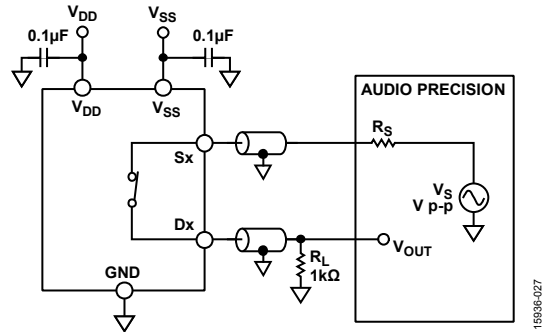 VDD
VSS
0.1µF
0.1µF
VDD
VSS
AUDIO PRECISION
RS
Sx
VS
V p-p
Dx
VOUT
RL
1kΩ
GND
15936-027